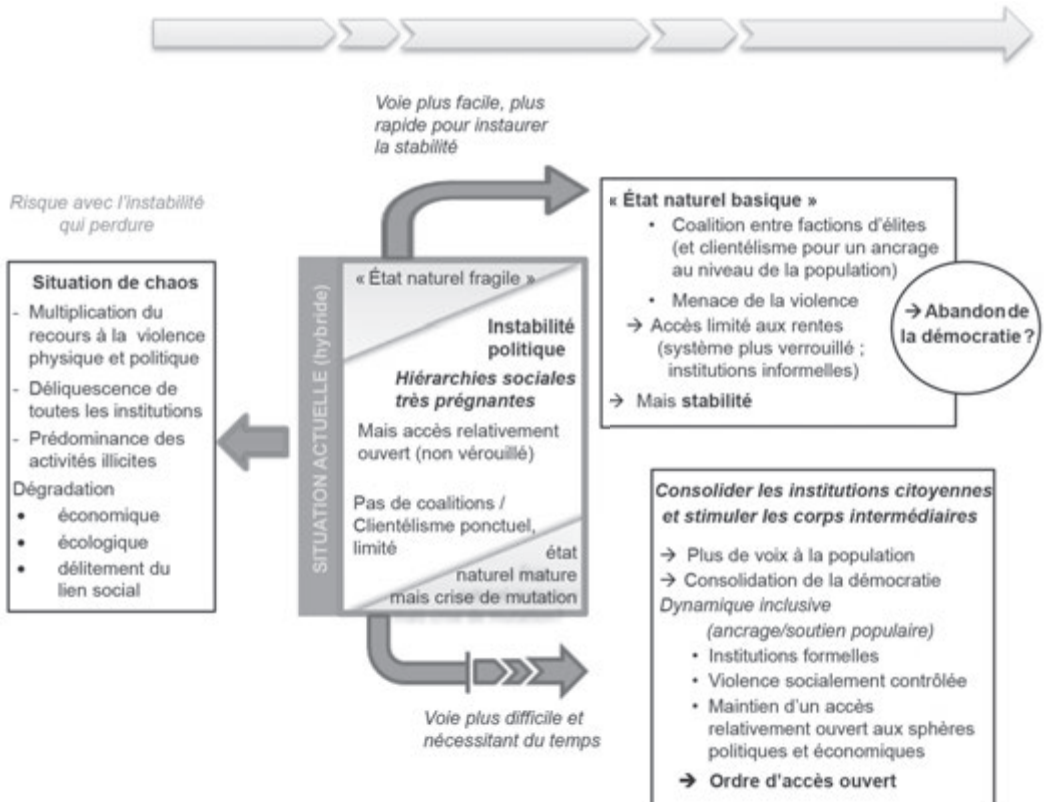 Voie plus facile, plus
rapide pour instaurer
la stabilité
Risque avec l'instabilité
qui perdure
Situation de chaos
- Multiplication du
recours à la violence
physique et politique
- Déliquescence de
toutes les institutions
- Prédominance des
activités illicites
Dégradation
• économique
• écologique
• délitement du
lien social
SITUATION ACTUELLE (hybride)
« État naturel fragile »
Instabilité
politique
Hiérarchies sociales
très prégnantes
Mais accès relativement
ouvert (non vérouillé)
Pas de coalitions /
Clientélisme ponctuel,
limité
état
naturel mature
mais crise de mutation
« État naturel basique »
• Coalition entre factions d'élites
(et clientélisme pour un ancrage
au niveau de la population)
• Menace de la violence
→ Accès limité aux rentes
(système plus verrouillé ;
institutions informelles)
→ Mais stabilité
→ Abandon de
la démocratie ?
Consolider les institutions citoyennes
et stimuler les corps intermédiaires
→ Plus de voix à la population
→ Consolidation de la démocratie
Dynamique inclusive
(ancrage/soutien populaire)
• Institutions formelles
• Violence socialement contrôlée
• Maintien d'un accès
relativement ouvert aux sphères
politiques et économiques
→ Ordre d'accès ouvert
Voie plus difficile et
nécessitant du temps